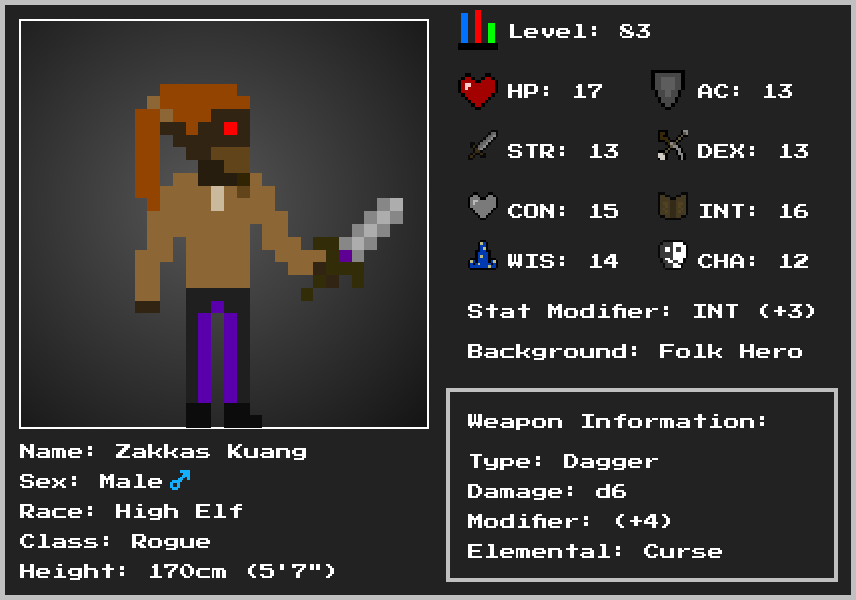 Level: 83
HP: 17
AC: 13
STR: 13
DEX: 13
CON: 15
INT: 16
WIS: 14
CHA: 12
Stat Modifier: INT (+3)
Background: Folk Hero
Weapon Information:
Type: Dagger
Damage: d6
Modifier: (+4)
Elemental: Curse
Name: Zakkas Kuang
Sex: Male♂
Race: High Elf
Class: Rogue
Height: 170cm (5'7")